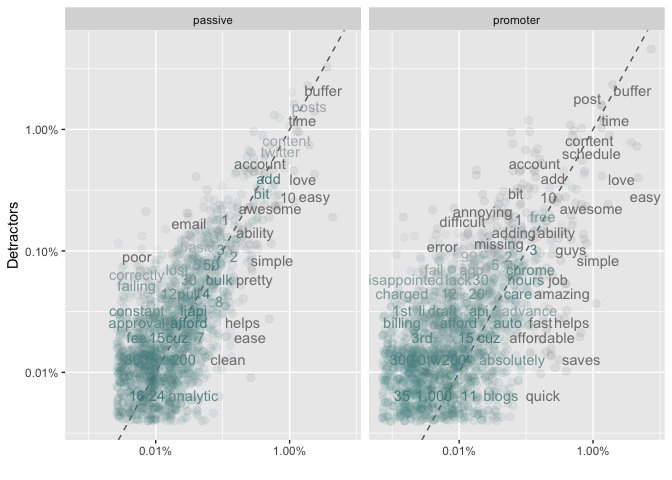 passive
promoter
Detractors
1.00%
0.10%
0.01%
buffer
posts
time
content
twitter
account
add
love
bit
10 easy
awesome
email
1
ability
basic
3
2
poor
50
simple
correctly
lost
30
bulk pretty
failing
12 pull 4
8
constant
api
approval afford
helps
fee 15 cuz 7
ease
200
clean
16 24 analytic
0.01%
1.00%
buffer
post
time
content
schedule
account
add
love
bit
10
easy
annoying
awesome
difficult
free
adding ability
error
missing
3
guys
99
5
simple
fail
app
chrome
isappointed lack 30
hours job
charged
12
20
care amazing
1st
draft
api
advance
billing
afford
auto
fast helps
3rd
15 cuz
affordable
300
200
absolutely
saves
35 1,000 11 blogs
quick
0.01%
1.00%